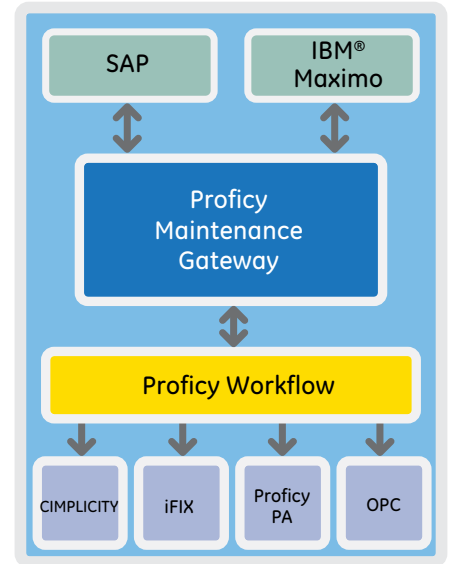 SAP
IBM®
Maximo
Proficy
Maintenance
Gateway
Proficy Workflow
CIMPLICITY
iFIX
Proficy
PA
OPC